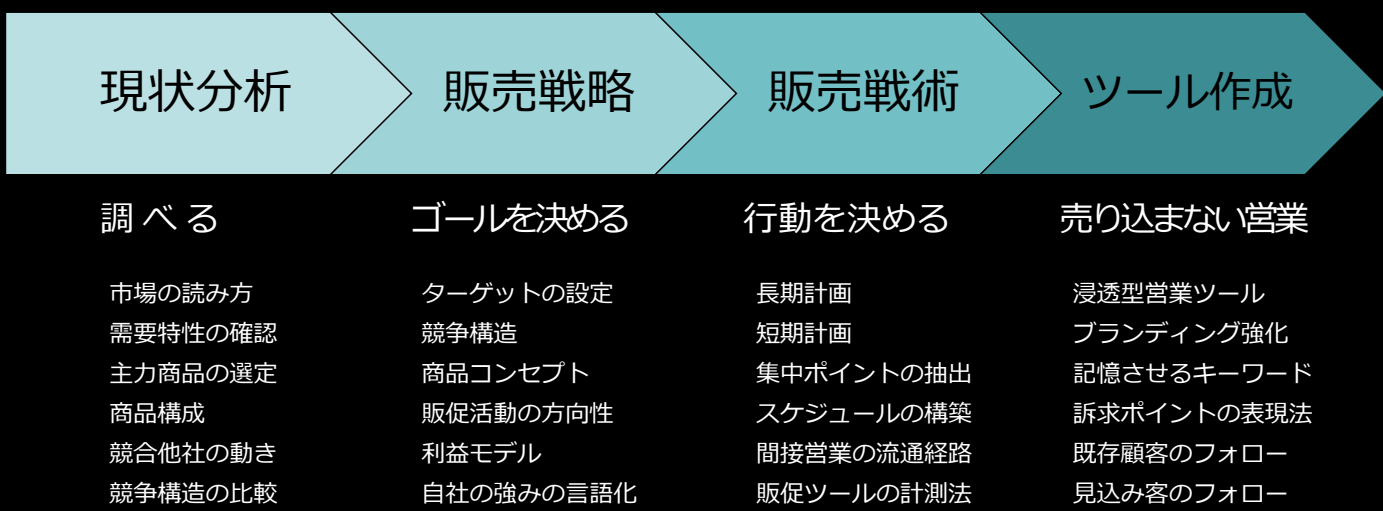 現状分析
販売戦略
販売戦術
ツール作成
調べる
ゴールを決める
行動を決める
売り込まない営業
市場の読み方
需要特性の確認
主力商品の選定
商品構成
競合他社の動き
競争構造の比較
ターゲットの設定
競争構造
商品コンセプト
販促活動の方向性
利益モデル
自社の強みの言語化
長期計画
短期計画
集中ポイントの抽出
スケジュールの構築
間接営業の流通経路
販促ツールの計測法
浸透型営業ツール
ブランディング強化
記憶させるキーワード
訴求ポイントの表現法
既存顧客のフォロー
見込み客のフォロー